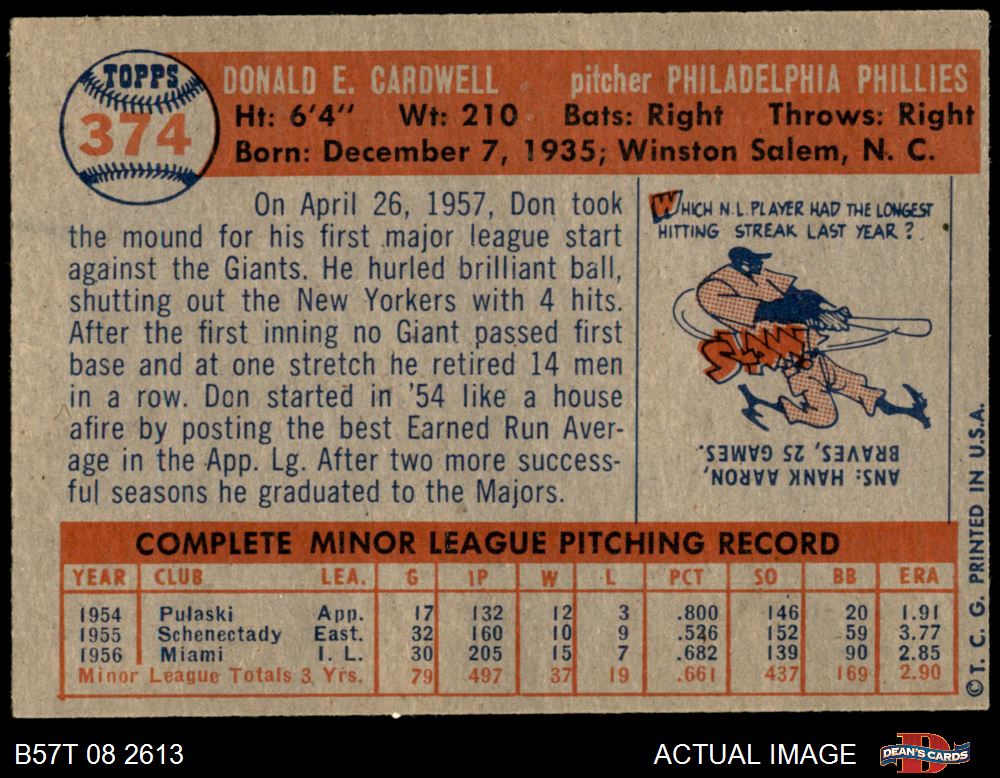 TOPPS
374
DONALD E. CARDWELL pitcher PHILADELPHIA PHILLIES
Ht: 6'4" Wt: 210 Bats: Right Throws: Right
Born: December 7, 1935; Winston Salem, N. C.
On April 26, 1957, Don took
the mound for his first major league start
against the Giants. He hurled brilliant ball,
shutting out the New Yorkers with 4 hits.
After the first inning no Giant passed first
base and at one stretch he retired 14 men
in a row. Don started in '54 like a house
afire by posting the best Earned Run Aver-
age in the App. Lg. After two more success-
ful seasons he graduated to the Majors.
WHICH N.L. PLAYER HAD THE LONGEST
HITTING STREAK LAST YEAR?
SLAM
ANS: HANK AARON,
BRAVES, 25 GAMES.
COMPLETE MINOR LEAGUE PITCHING RECORD
YEAR CLUB LEA. G IP W L PCT SO BB ERA
1954 Pulaski App. 17 132 12 3 .800 146 20 1.91
1955 Schenectady East. 32 160 10 9 .526 152 59 3.77
1956 Miami I. L. 30 205 15 7 .682 139 90 2.85
Minor League Totals 3 Yrs. 79 497 37 19 .661 437 169 2.90
©T. C. G. PRINTED IN U.S.A.
B57T 08 2613 ACTUAL IMAGE
D
DEAN'S CARDS